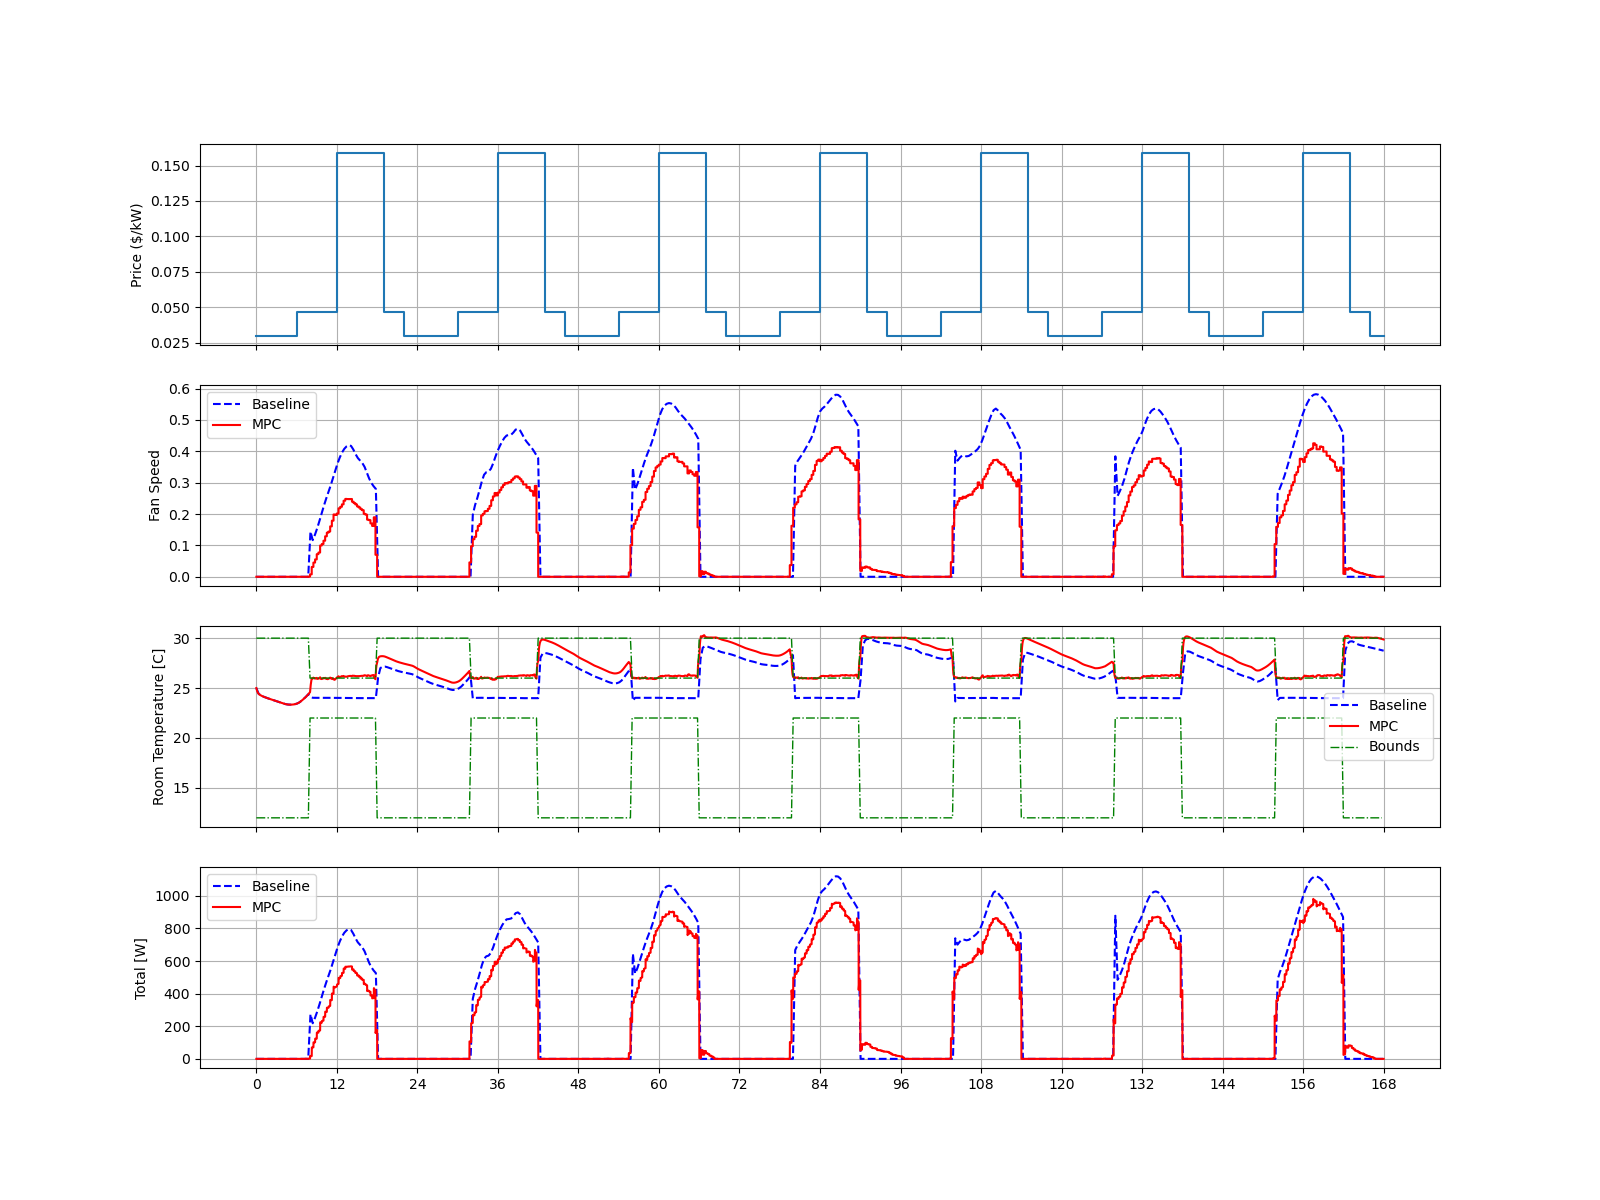 0.150
0.125
0.100
0.075
0.050
0.025
Price ($/kW)
0.6
0.5
0.4
0.3
0.2
0.1
0.0
Fan Speed
Baseline
MPC
30
25
20
15
Room Temperature [C]
Baseline
MPC
Bounds
1000
800
600
400
200
0
Total [W]
Baseline
MPC
0 12 24 36 48 60 72 84 96 108 120 132 144 156 168